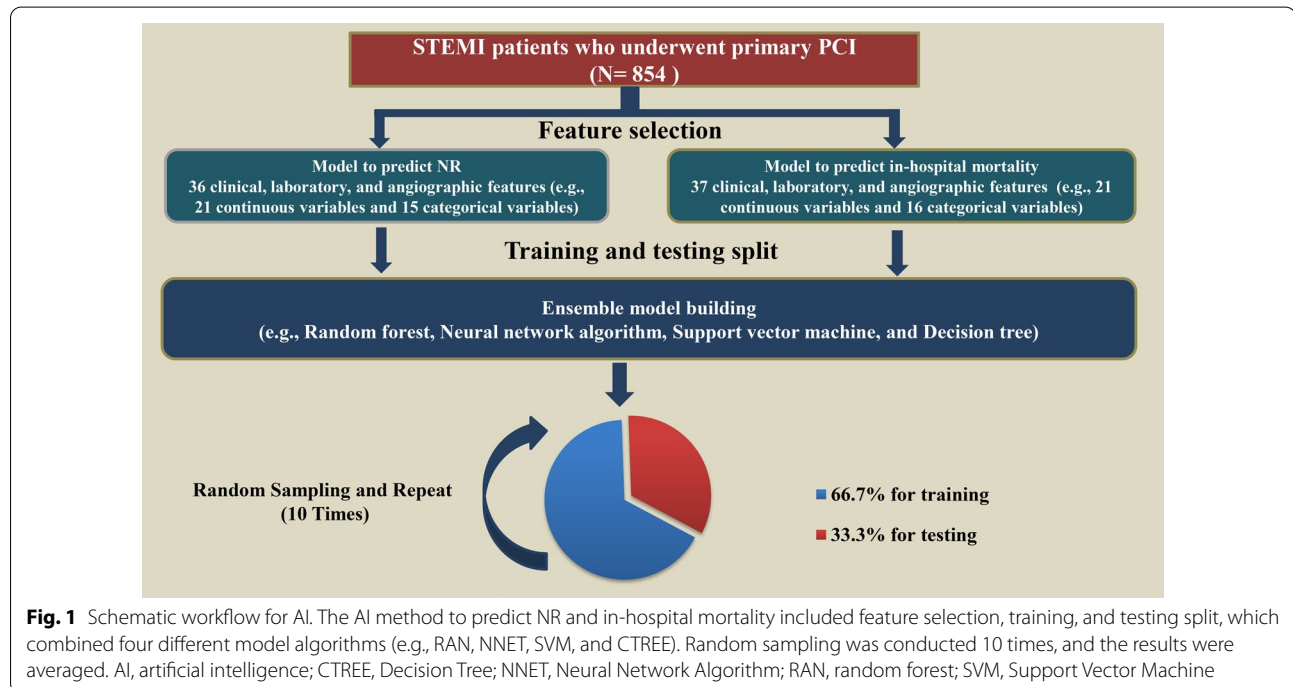 STEMI patients who underwent primary PCI
(N= 854 )
Feature selection
Model to predict NR
36 clinical, laboratory, and angiographic features (e.g.,
21 continuous variables and 15 categorical variables)
Model to predict in-hospital mortality
37 clinical, laboratory, and angiographic features (e.g., 21
continuous variables and 16 categorical variables)
Training and testing split
Ensemble model building
(e.g., Random forest, Neural network algorithm, Support vector machine, and Decision tree)
Random Sampling and Repeat
(10 Times)
66.7% for training
33.3% for testing
Fig. 1 Schematic workflow for AI. The AI method to predict NR and in-hospital mortality included feature selection, training, and testing split, which
combined four different model algorithms (e.g., RAN, NNET, SVM, and CTREE). Random sampling was conducted 10 times, and the results were
averaged. AI, artificial intelligence; CTREE, Decision Tree; NNET, Neural Network Algorithm; RAN, random forest; SVM, Support Vector Machine